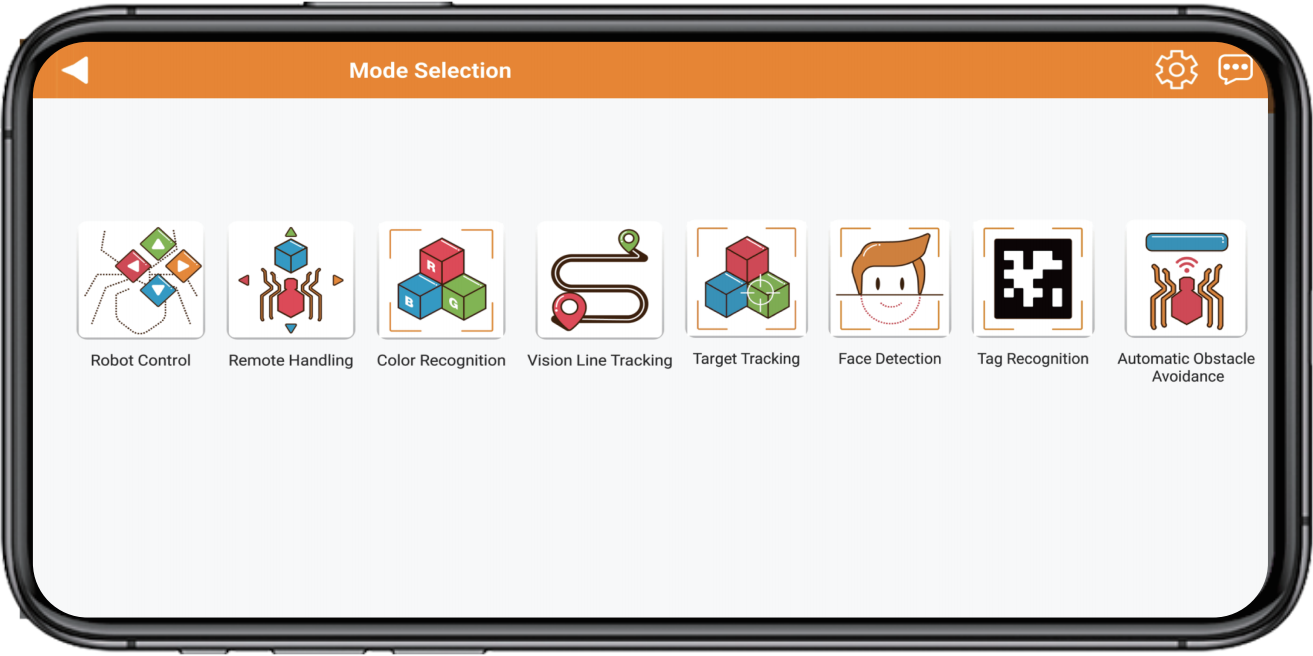 Mode Selection
R
B
G
Robot Control
Remote Handling
Color Recognition
Vision Line Tracking
Target Tracking
Face Detection
Tag Recognition
Automatic Obstacle
Avoidance